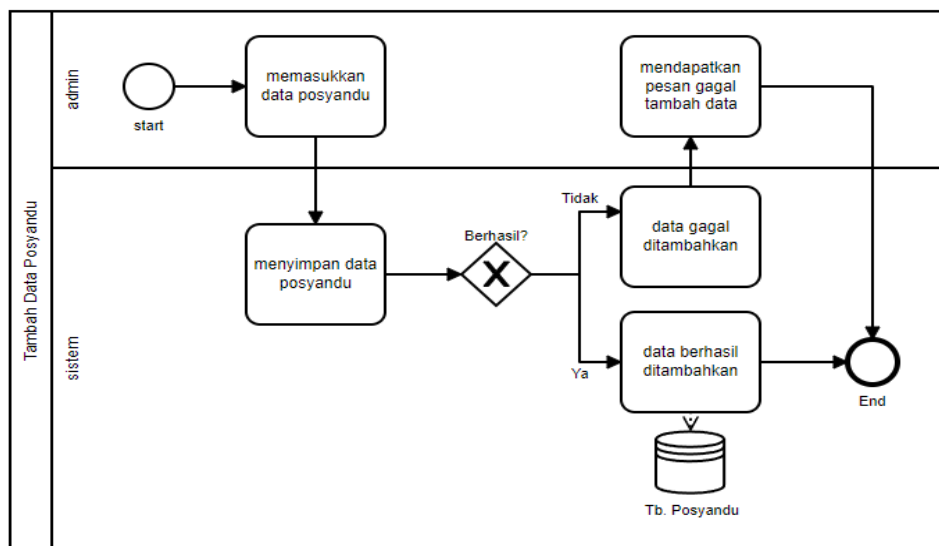 Tambah Data Posyandu
admin
start
memasukkan
data posyandu
mendapatkan
pesan gagal
tambah data
sistem
menyimpan data
posyandu
Berhasil?
X
Tidak
data gagal
ditambahkan
Ya
data berhasil
ditambahkan
End
Tb. Posyandu